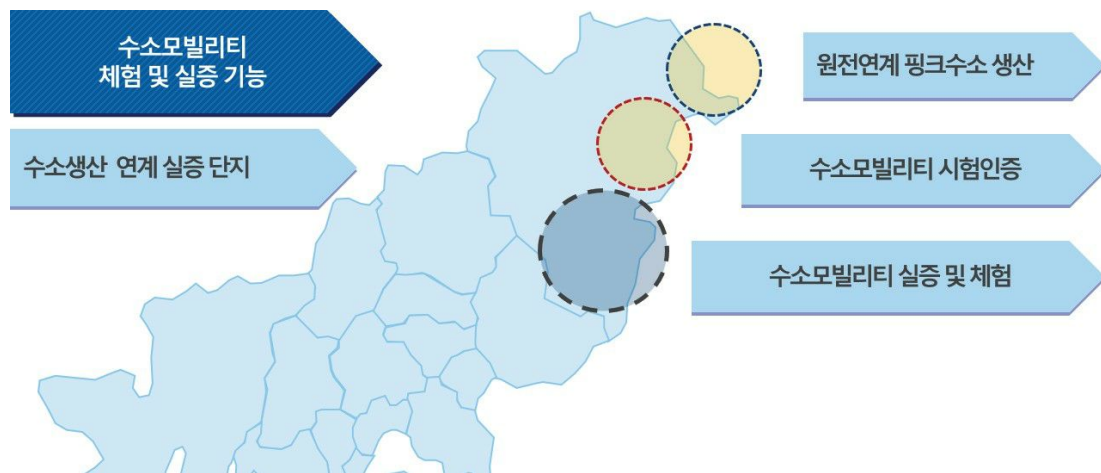 수소모빌리티
체험 및 실증 기능
수소생산 연계 실증 단지
원전연계 핑크수소 생산
수소모빌리티 시험인증
수소모빌리티 실증 및 체험